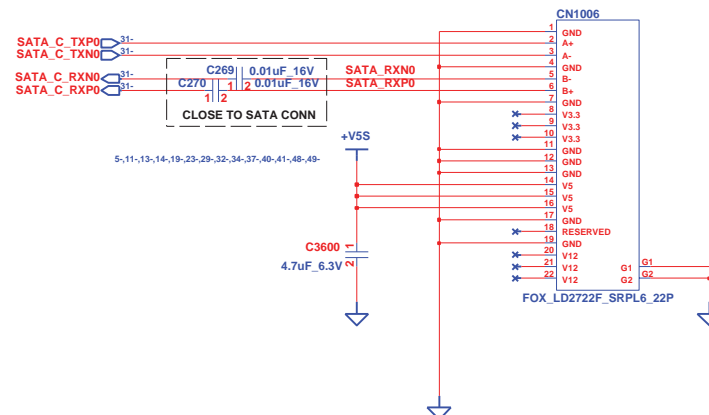 CN1006
SATA_C_TXP0 31-
SATA_C_TXN0 31-
SATA_C_RXN0 31-
SATA_C_RXP0 31-
C269 0.01uF_16V
C270 0.01uF_16V
1 2
1 2
CLOSE TO SATA CONN
SATA_RXN0
SATA_RXP0
+V5S
5-,11-,13-,14-,19-,23-,29-,32-,34-,37-,40-,41-,48-,49-
C3600
1
2
4.7uF_6.3V
1 GND
2 A+
3 A-
4 GND
5 B-
6 B+
7 GND
8 V3.3
9 V3.3
10 V3.3
11 GND
12 GND
13 GND
14 V5
15 V5
16 V5
17 GND
18 RESERVED
19 GND
20 V12
21 V12
22 V12
G1 G1
G2 G2
FOX_LD2722F_SRPL6_22P